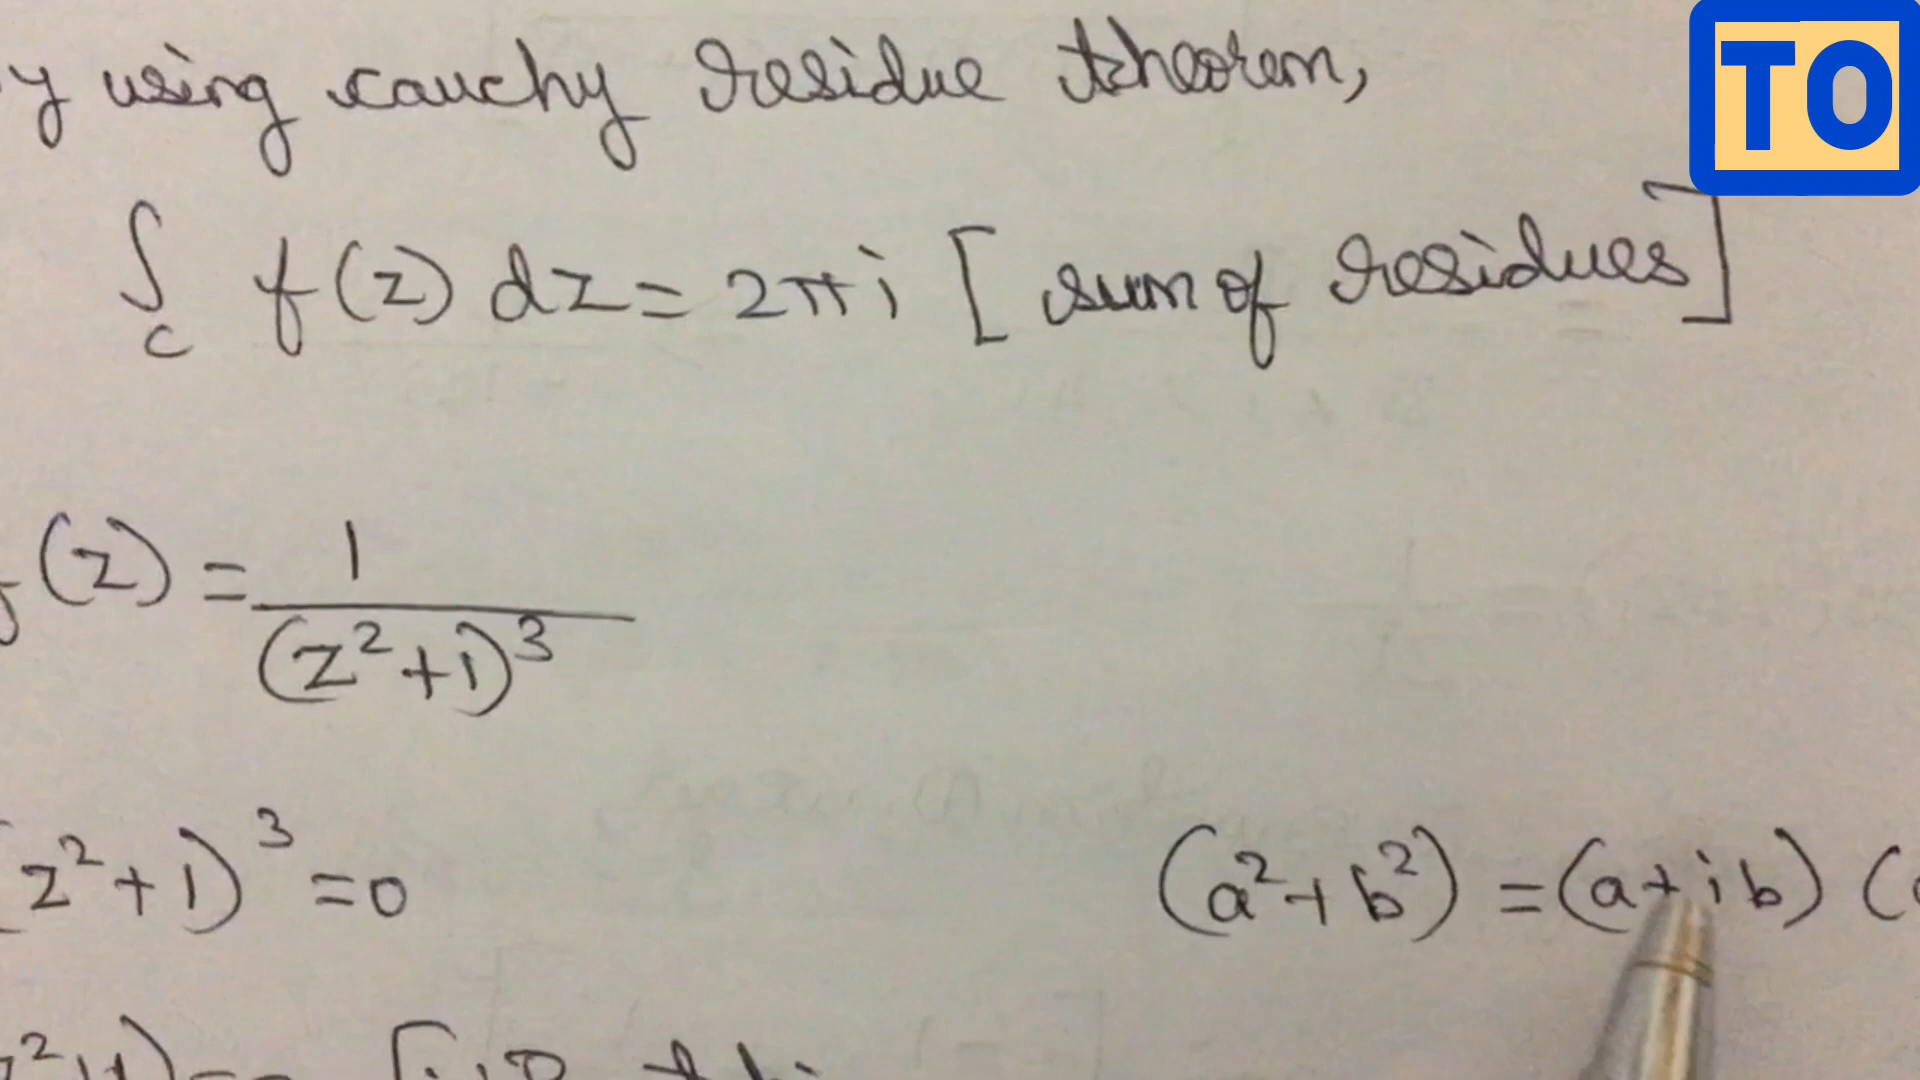 TO
y using cauchy residue theorem,
∫c f(z) dz = 2πi [sum of residues]
(z) = 1/(z²+1)³
z²+1)³ = 0
(a²+b²) = (a+ib) (